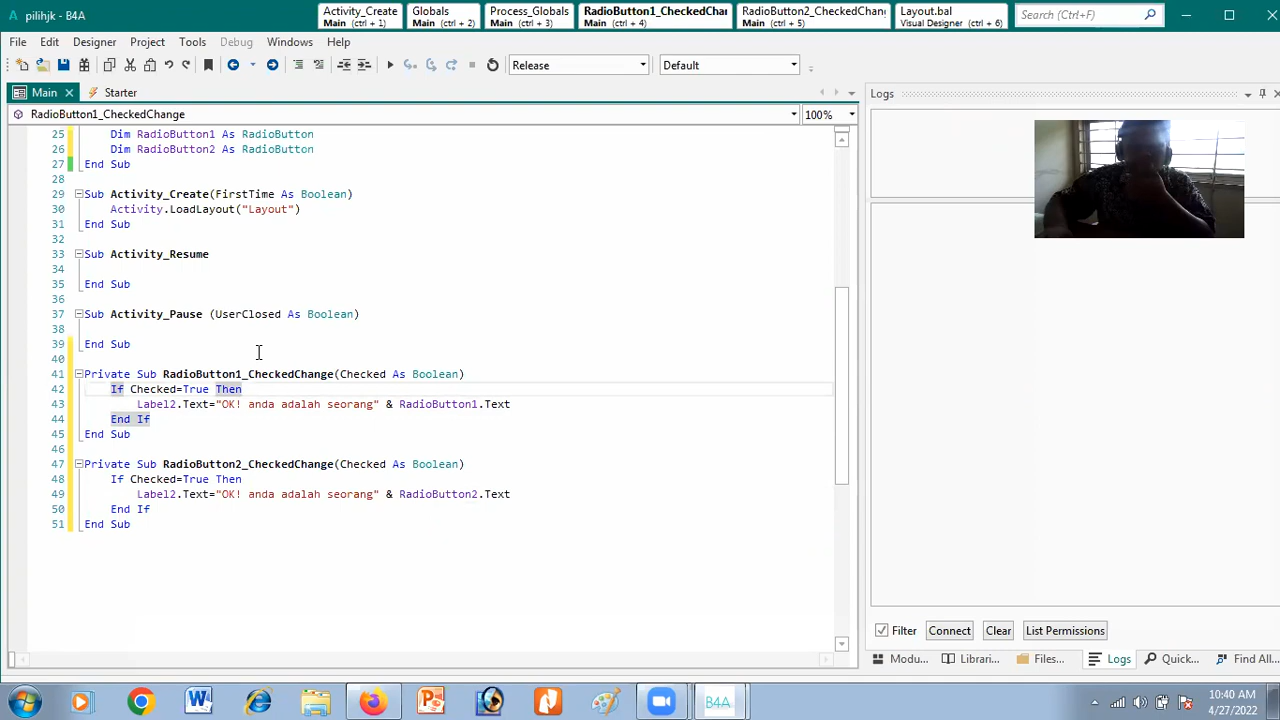 pilihjk - B4A
Activity_Create
Main (ctrl + 1)
Globals
Main (ctrl + 2)
Process_Globals
Main (ctrl + 3)
RadioButton1_CheckedChar
Main (ctrl + 4)
RadioButton2_CheckedChang
Main (ctrl + 5)
Layout.bal
Visual Designer (ctrl + 6)
Search (Ctrl+E)
File Edit Designer Project Tools Debug Windows Help
Release Default
Main Starter Logs
RadioButton1_CheckedChange 100%
25 Dim RadioButton1 As RadioButton
26 Dim RadioButton2 As RadioButton
27 End Sub
28
29 Sub Activity_Create(FirstTime As Boolean)
30 Activity.LoadLayout("Layout")
31 End Sub
32
33 Sub Activity_Resume
34
35 End Sub
36
37 Sub Activity_Pause (UserClosed As Boolean)
38
39 End Sub
40
41 Private Sub RadioButton1_CheckedChange(Checked As Boolean)
42 If Checked=True Then
43 Label2.Text="OK! anda adalah seorang" & RadioButton1.Text
44 End If
45 End Sub
46
47 Private Sub RadioButton2_CheckedChange(Checked As Boolean)
48 If Checked=True Then
49 Label2.Text="OK! anda adalah seorang" & RadioButton2.Text
50 End If
51 End Sub
Filter Connect Clear List Permissions
Modu... Librari... Files... Logs Quick... Find All...
B4A
10:40 AM
4/27/2022